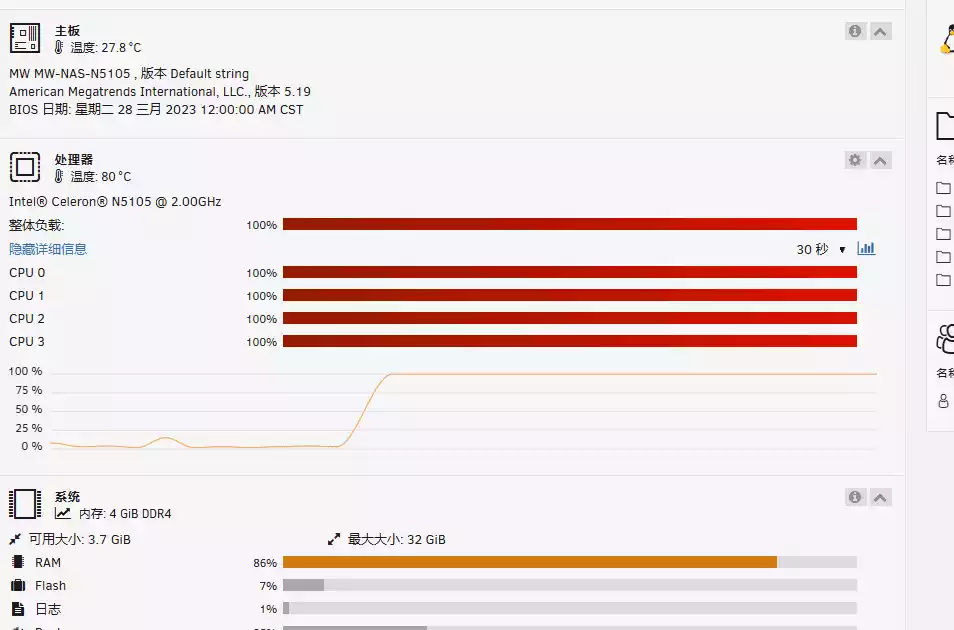 主板
温度: 27.8 °C
MW MW-NAS-N5105 , 版本 Default string
American Megatrends International, LLC., 版本 5.19
BIOS 日期: 星期二 28 三月 2023 12:00:00 AM CST
处理器
温度: 80 °C
Intel® Celeron® N5105 @ 2.00GHz
整体负载: 100%
隐藏详细信息 30 秒
CPU 0 100%
CPU 1 100%
CPU 2 100%
CPU 3 100%
100 %
75 %
50 %
25 %
0 %
系统
内存: 4 GiB DDR4
可用大小: 3.7 GiB 最大大小: 32 GiB
RAM 86%
Flash 7%
日志 1%